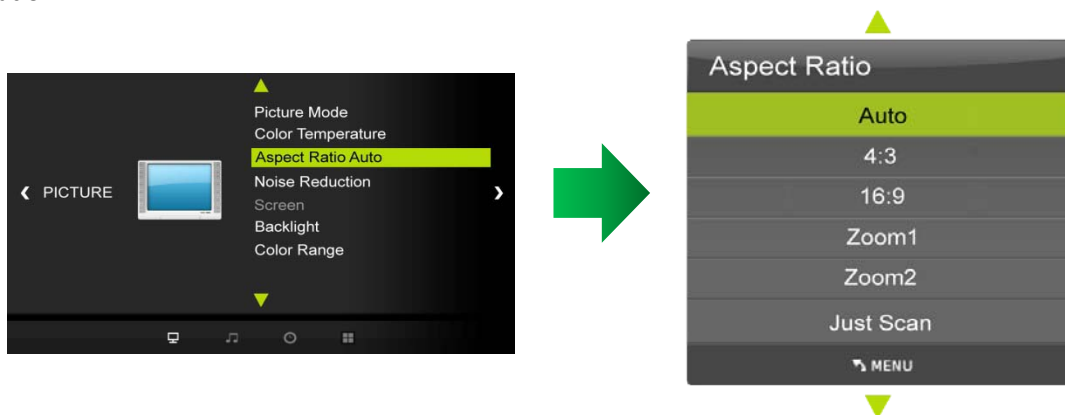 PICTURE
Picture Mode
Color Temperature
Aspect Ratio Auto
Noise Reduction
Screen
Backlight
Color Range
Aspect Ratio
Auto
4:3
16:9
Zoom1
Zoom2
Just Scan
MENU